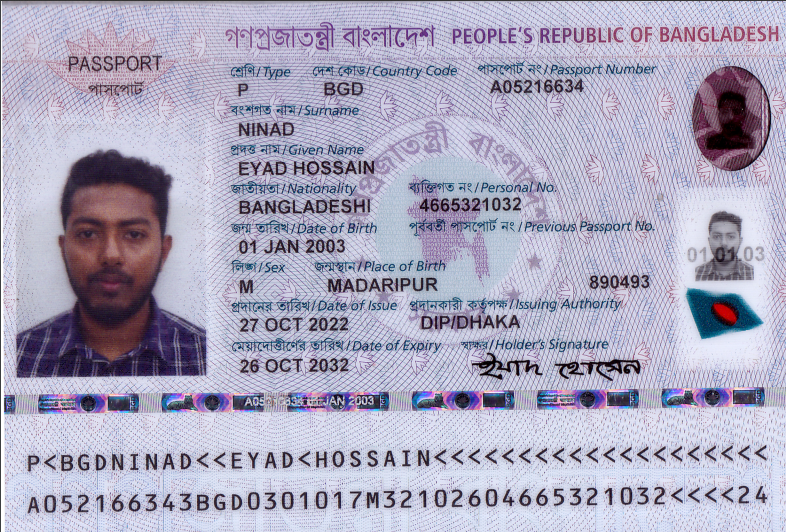 গণপ্রজাতন্ত্রী বাংলাদেশ PEOPLE'S REPUBLIC OF BANGLADESH
PASSPORT
পাসপোর্ট
শ্রেণি/Type দেশ কোড/Country Code পাসপোর্ট নং/Passport Number
P BGD A05216634
বংশগত নাম/Surname
NINAD
প্রদত্ত নাম/Given Name
EYAD HOSSAIN
জাতীয়তা/Nationality ব্যক্তিগত নং/Personal No.
BANGLADESHI 4665321032
জন্ম তারিখ/Date of Birth পূর্ববর্তী পাসপোর্ট নং/Previous Passport No.
01 JAN 2003
01.01.03
লিঙ্গ/Sex জন্মস্থান/Place of Birth
M MADARIPUR 890493
প্রদানের তারিখ/Date of Issue প্রদানকারী কর্তৃপক্ষ/Issuing Authority
27 OCT 2022 DIP/DHAKA
মেয়াদোত্তীর্ণের তারিখ/Date of Expiry স্বাক্ষর/Holder's Signature
26 OCT 2032 ইয়াদ হোসেন
01 JAN 2003
P<BGDNINAD<<EYAD<HOSSAIN<<<<<<<<<<<<<<<<<<<<
A052166343BGD0301017M32102604665321032<<<<24